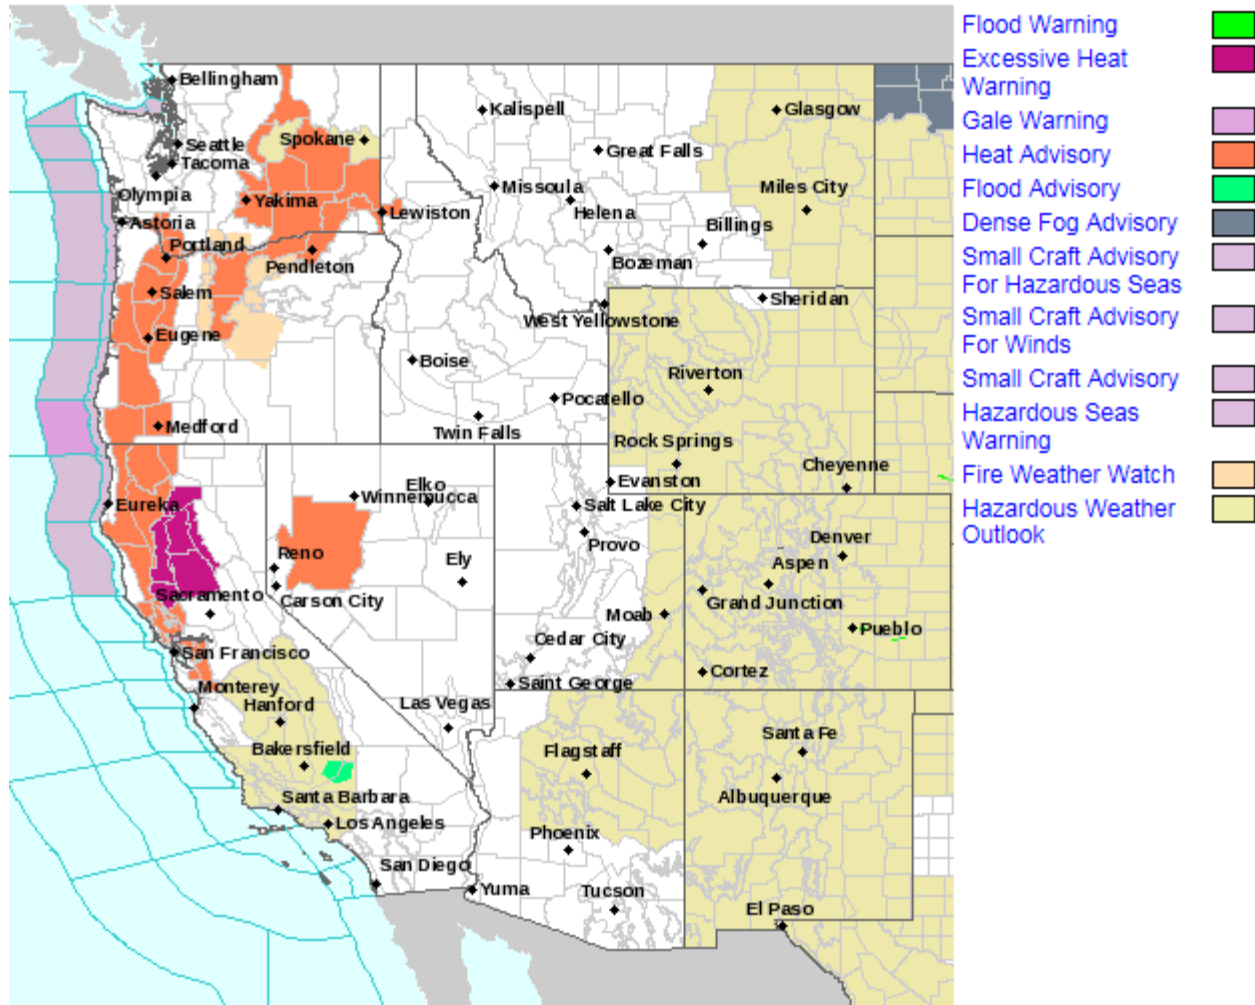 Bellingham
Seattle
Tacoma
Olympia
Astoria
Portland
Salem
Eugene
Medford
Spokane
Yakima
Lewiston
Pendleton
Kalispell
Great Falls
Missoula
Helena
Bozeman
Billings
Glasgow
Miles City
West Yellowstone
Sheridan
Boise
Pocatello
Twin Falls
Riverton
Rock Springs
Evanston
Cheyenne
Eureka
Elko
Winnemucca
Reno
Carson City
Ely
Salt Lake City
Provo
Denver
Aspen
Grand Junction
Moab
Pueblo
Cortez
Sacramento
San Francisco
Monterey
Hanford
Bakersfield
Santa Barbara
Los Angeles
San Diego
Las Vegas
Cedar City
Saint George
Flagstaff
Phoenix
Yuma
Tucson
Santa Fe
Albuquerque
El Paso
Flood Warning
Excessive Heat
Warning
Gale Warning
Heat Advisory
Flood Advisory
Dense Fog Advisory
Small Craft Advisory
For Hazardous Seas
Small Craft Advisory
For Winds
Small Craft Advisory
Hazardous Seas
Warning
Fire Weather Watch
Hazardous Weather
Outlook